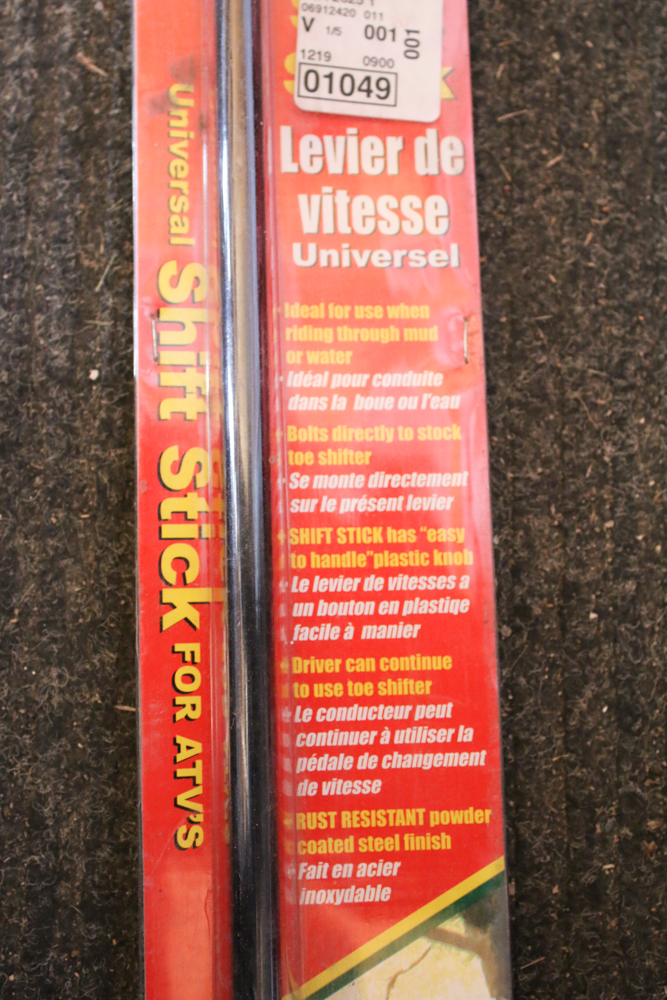 06912420 011
V 1/5 001 001
1219 0900
01049
Levier de
vitesse
Universel
Ideal for use when
riding through mud
or water
Idéal pour conduite
dans la boue ou l'eau
Bolts directly to stock
toe shifter
Se monte directement
sur le présent levier
SHIFT STICK has "easy
to handle"plastic knob
Le levier de vitesses a
un bouton en plastiqe
facile à manier
Driver can continue
to use toe shifter
Le conducteur peut
continuer à utiliser la
pédale de changement
de vitesse
RUST RESISTANT powder
coated steel finish
Fait en acier
inoxydable
Universal Shift Stick FOR ATV'S